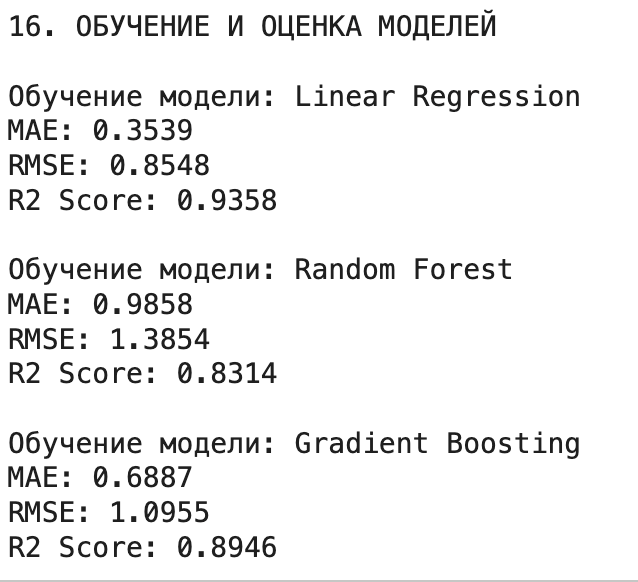 16. ОБУЧЕНИЕ И ОЦЕНКА МОДЕЛЕЙ
Обучение модели: Linear Regression
MAE: 0.3539
RMSE: 0.8548
R2 Score: 0.9358
Обучение модели: Random Forest
MAE: 0.9858
RMSE: 1.3854
R2 Score: 0.8314
Обучение модели: Gradient Boosting
MAE: 0.6887
RMSE: 1.0955
R2 Score: 0.8946